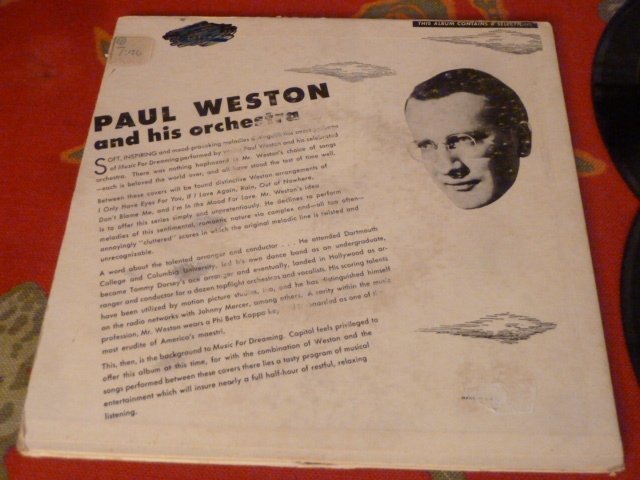 THIS ALBUM CONTAINS 8 SELECTIONS
PAUL WESTON
and his orchestra
SOFT, INSPIRING and mood-provoking melodies distinguish this award
of Music For Dreaming performed by Paul Weston and his celebrated
orchestra. There was nothing haphazard in Mr. Weston's choice of songs
—each is beloved the world over, and all have stood the test of time well.
Between these covers will be found distinctive Weston arrangements of
I Only Have Eyes For You, If I Love Again, Rain, Out of Nowhere,
Don't Blame Me, and I'm In the Mood For Love. Mr. Weston's idea
is to offer this series simply and unpretentiously. He declines to perform
melodies of this sentimental, romantic nature via complex and—all too often—
annoyingly "cluttered" scores in which the original melodic line is twisted and
unrecognizable.
A word about the talented arranger and conductor . . . He attended Dartmouth
College and Columbia University, led his own dance band as an undergraduate,
became Tommy Dorsey's ace arranger and eventually, landed in Hollywood as ar-
ranger and conductor for a dozen topflight orchestras and vocalists. His scoring talents
have been utilized by motion picture studios, too, and he has distinguished himself
on the radio networks with Johnny Mercer, among others. A rarity within the music
profession, Mr. Weston wears a Phi Beta Kappa key, regarded as one of the
most erudite of America's maestri.
This, then, is the background to Music For Dreaming. Capitol feels privileged to
offer this album at this time, for with the combination of Weston and the
songs performed between these covers there lies a tasty program of musical
entertainment which will insure nearly a full half-hour of restful, relaxing
listening.